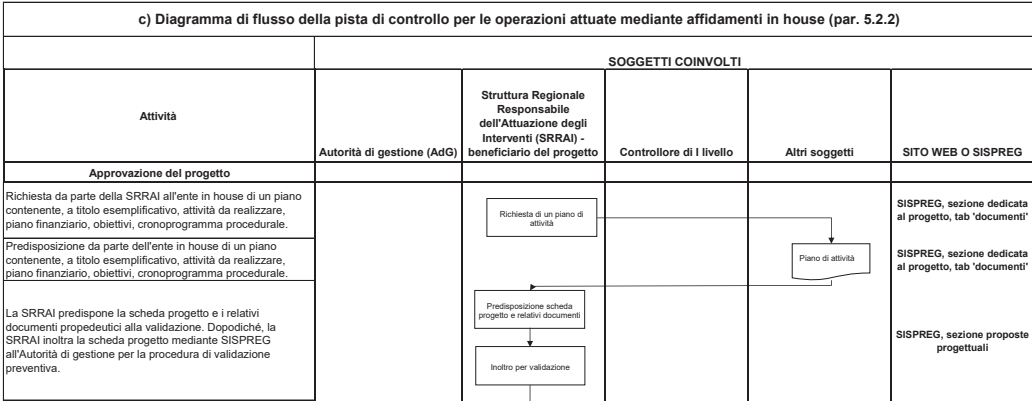 c) Diagramma di flusso della pista di controllo per le operazioni attuate mediante affidamenti in house (par. 5.2.2)
SOGGETTI COINVOLTI
Attività
Autorità di gestione (AdG)
Struttura Regionale
Responsabile
dell'Attuazione degli
Interventi (SRRAI) -
beneficiario del progetto
Controllore di I livello
Altri soggetti
SITO WEB O SISPREG
Approvazione del progetto
Richiesta da parte della SRRAI all'ente in house di un piano
contenente, a titolo esemplificativo, attività da realizzare,
piano finanziario, obiettivi, cronoprogramma procedurale.
Richiesta di un piano di
attività
SISPREG, sezione dedicata
al progetto, tab 'documenti'
Predisposizione da parte dell'ente in house di un piano
contenente, a titolo esemplificativo, attività da realizzare,
piano finanziario, obiettivi, cronoprogramma procedurale.
Piano di attività
SISPREG, sezione dedicata
al progetto, tab 'documenti'
La SRRAI predispone la scheda progetto e i relativi
documenti propedeutici alla validazione. Dopodiché, la
SRRAI inoltra la scheda progetto mediante SISPREG
all'Autorità di gestione per la procedura di validazione
preventiva.
Predisposizione scheda
progetto e relativi documenti
Inoltro per validazione
SISPREG, sezione proposte
progettuali